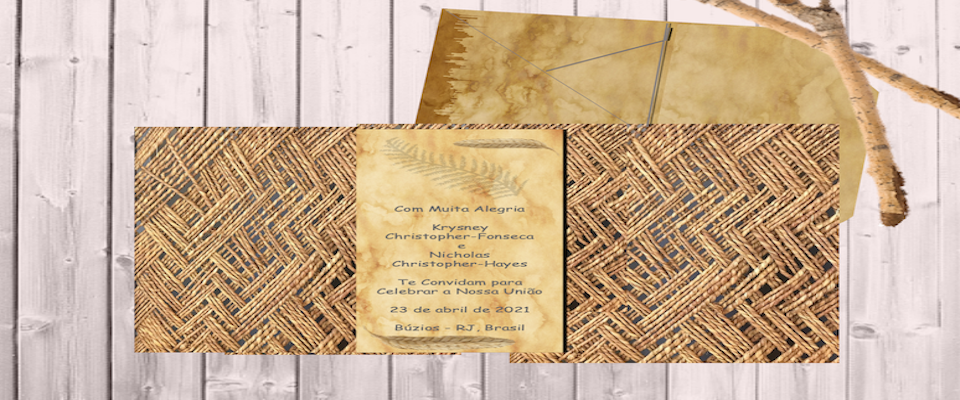 Com Muita Alegria
Krysney
Christopher-Fonseca
e
Nicholas
Christopher-Hayes
Te Convidam para
Celebrar a Nossa União
23 de abril de 2021
Búzios - RJ, Brasil